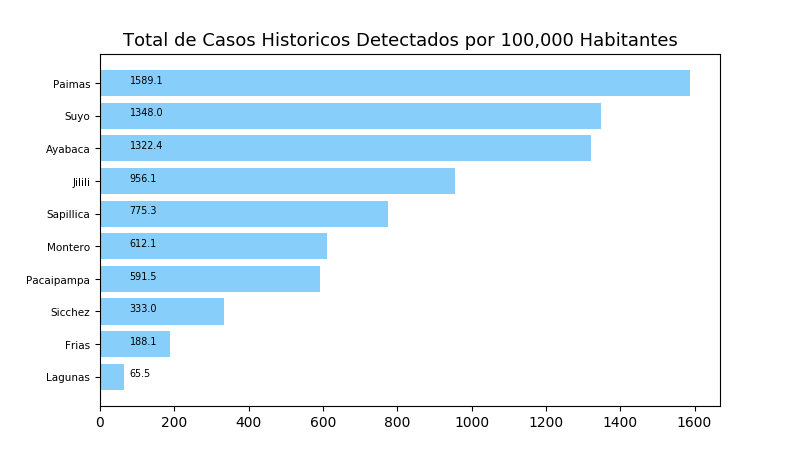 Total de Casos Historicos Detectados por 100,000 Habitantes
Paimas 1589.1
Suyo 1348.0
Ayabaca 1322.4
Jilili 956.1
Sapillica 775.3
Montero 612.1
Pacaipampa 591.5
Sicchez 333.0
Frias 188.1
Lagunas 65.5
0 200 400 600 800 1000 1200 1400 1600